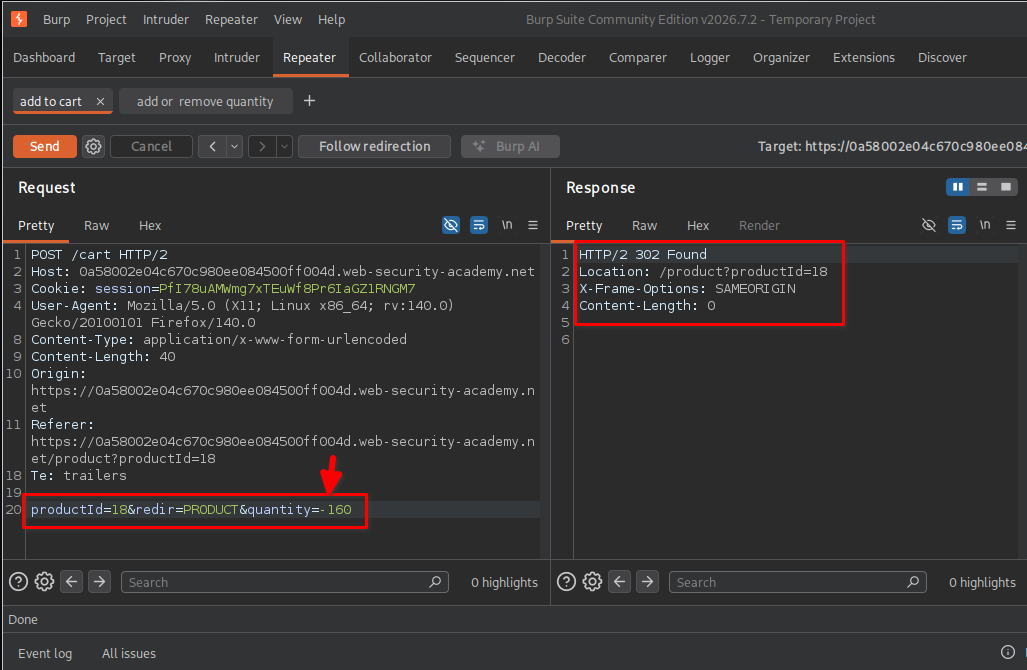 Burp Project Intruder Repeater View Help Burp Suite Community Edition v2026.7.2 - Temporary Project
Dashboard Target Proxy Intruder Repeater Collaborator Sequencer Decoder Comparer Logger Organizer Extensions Discover
add to cart × add or remove quantity +
Send Cancel < > Follow redirection Burp AI Target: https://0a58002e04c670c980ee084
Request
Pretty Raw Hex \n
1 POST /cart HTTP/2
2 Host: 0a58002e04c670c980ee084500ff004d.web-security-academy.net
3 Cookie: session=PfI78uAMWmg7xTEuWf8Pr6IaGZ1RNGM7
4 User-Agent: Mozilla/5.0 (X11; Linux x86_64; rv:140.0)
Gecko/20100101 Firefox/140.0
8 Content-Type: application/x-www-form-urlencoded
9 Content-Length: 40
10 Origin:
https://0a58002e04c670c980ee084500ff004d.web-security-academy.n
et
11 Referer:
https://0a58002e04c670c980ee084500ff004d.web-security-academy.n
et/product?productId=18
18 Te: trailers
19
20 productId=18&redir=PRODUCT&quantity=-160
Search 0 highlights
Response
Pretty Raw Hex Render \n
1 HTTP/2 302 Found
2 Location: /product?productId=18
3 X-Frame-Options: SAMEORIGIN
4 Content-Length: 0
5
6
Search 0 highlights
Done
Event log All issues